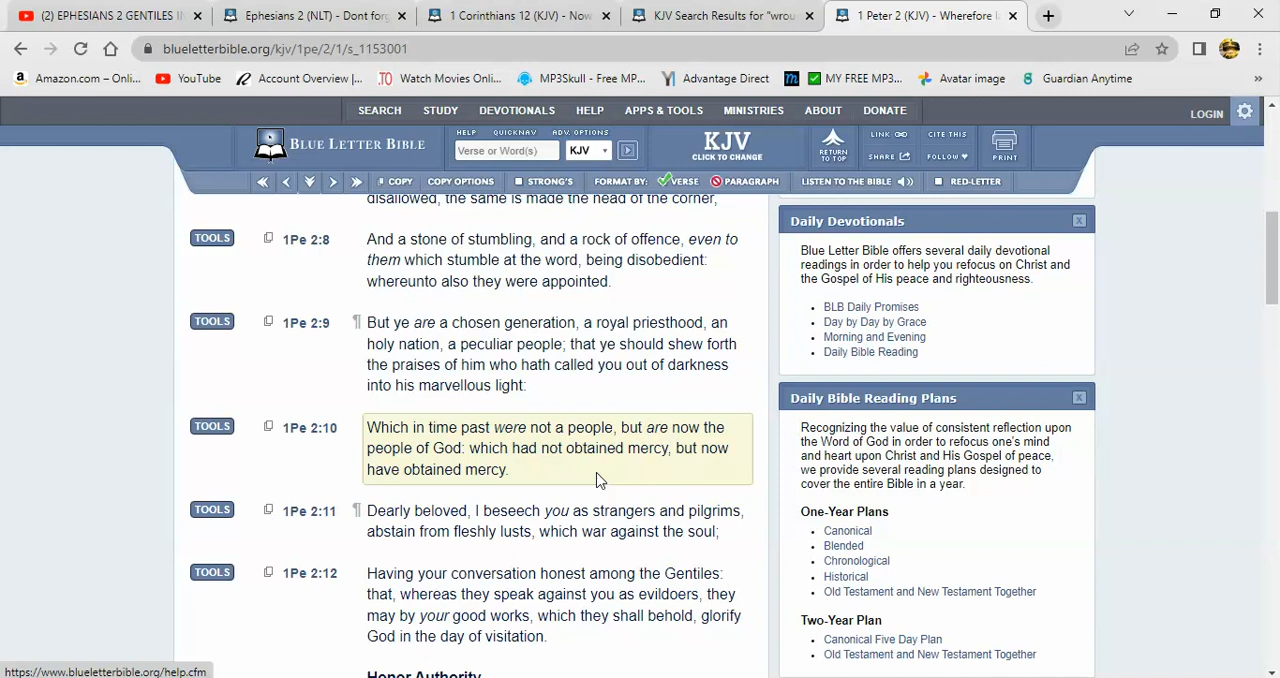 (2) EPHESIANS 2 GENTILES II
Ephesians 2 (NLT) - Dont forg
1 Corinthians 12 (KJV) - Now
KJV Search Results for "wrou
1 Peter 2 (KJV) - Wherefore l
blueletterbible.org/kjv/1pe/2/1/s_1153001
Amazon.com – Onli...
YouTube
Account Overview |...
Watch Movies Onli...
MP3Skull - Free MP...
Advantage Direct
MY FREE MP3...
Avatar image
Guardian Anytime
SEARCH STUDY DEVOTIONALS HELP APPS & TOOLS MINISTRIES ABOUT DONATE
LOGIN
BLUE LETTER BIBLE
HELP QUICKNAV ADV. OPTIONS
Verse or Word(s)
KJV
KJV
CLICK TO CHANGE
RETURN
TO TOP
LINK
CITE THIS
SHARE
FOLLOW
PRINT
COPY COPY OPTIONS STRONG'S FORMAT BY: VERSE PARAGRAPH LISTEN TO THE BIBLE RED-LETTER
disallowed, the same is made the head of the corner,
TOOLS 1Pe 2:8 And a stone of stumbling, and a rock of offence, even to
them which stumble at the word, being disobedient:
whereunto also they were appointed.
TOOLS 1Pe 2:9 ¶ But ye are a chosen generation, a royal priesthood, an
holy nation, a peculiar people; that ye should shew forth
the praises of him who hath called you out of darkness
into his marvellous light:
TOOLS 1Pe 2:10 Which in time past were not a people, but are now the
people of God: which had not obtained mercy, but now
have obtained mercy.
TOOLS 1Pe 2:11 ¶ Dearly beloved, I beseech you as strangers and pilgrims,
abstain from fleshly lusts, which war against the soul;
TOOLS 1Pe 2:12 Having your conversation honest among the Gentiles:
that, whereas they speak against you as evildoers, they
may by your good works, which they shall behold, glorify
God in the day of visitation.
Honor Authority
Daily Devotionals
Blue Letter Bible offers several daily devotional
readings in order to help you refocus on Christ and
the Gospel of His peace and righteousness.
BLB Daily Promises
Day by Day by Grace
Morning and Evening
Daily Bible Reading
Daily Bible Reading Plans
Recognizing the value of consistent reflection upon
the Word of God in order to refocus one's mind
and heart upon Christ and His Gospel of peace,
we provide several reading plans designed to
cover the entire Bible in a year.
One-Year Plans
Canonical
Blended
Chronological
Historical
Old Testament and New Testament Together
Two-Year Plan
Canonical Five Day Plan
Old Testament and New Testament Together
https://www.blueletterbible.org/help.cfm